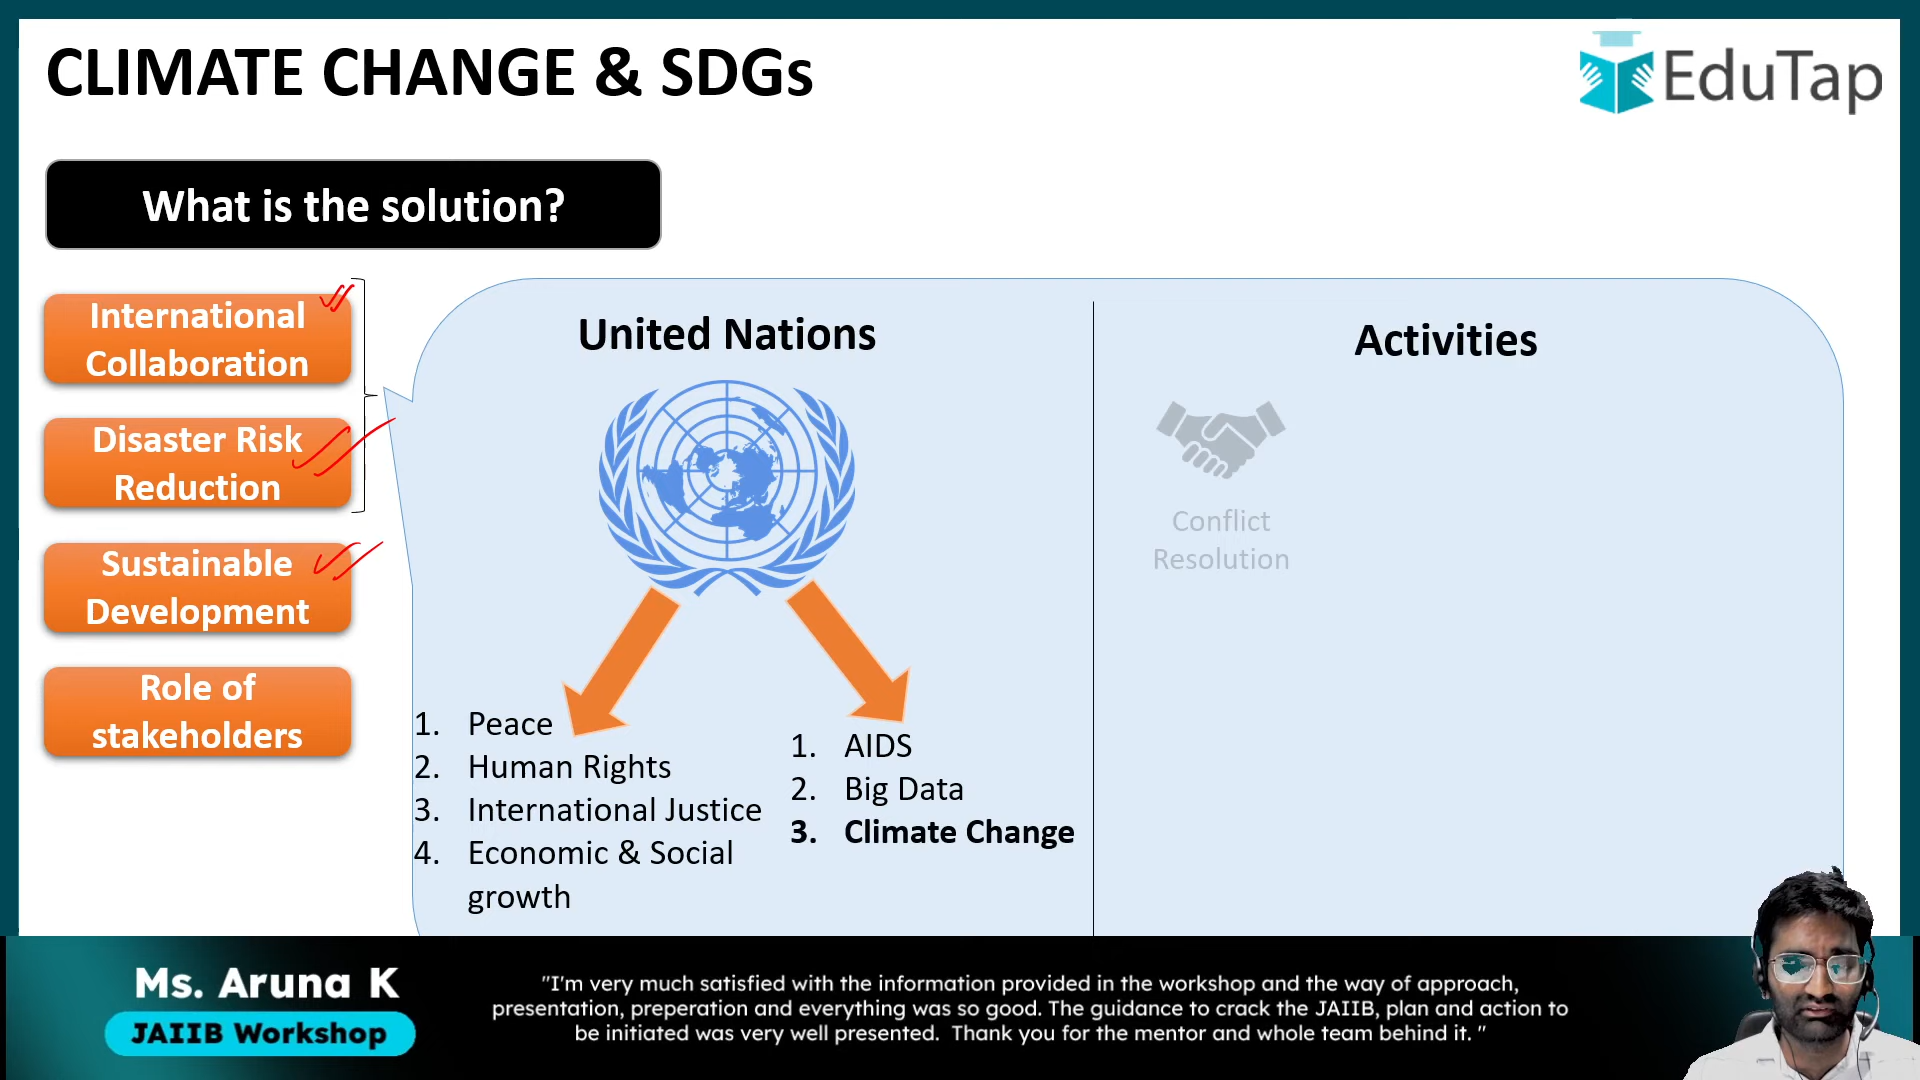 CLIMATE CHANGE & SDGs
EduTap
What is the solution?
International
Collaboration
Disaster Risk
Reduction
Sustainable
Development
Role of
stakeholders
United Nations
1. Peace
2. Human Rights
3. International Justice
4. Economic & Social
growth
1. AIDS
2. Big Data
3. Climate Change
Activities
Conflict
Resolution
Ms. Aruna K
JAIIB Workshop
"I'm very much satisfied with the information provided in the workshop and the way of approach,
presentation, preperation and everything was so good. The guidance to crack the JAIIB, plan and action to
be initiated was very well presented. Thank you for the mentor and whole team behind it. "